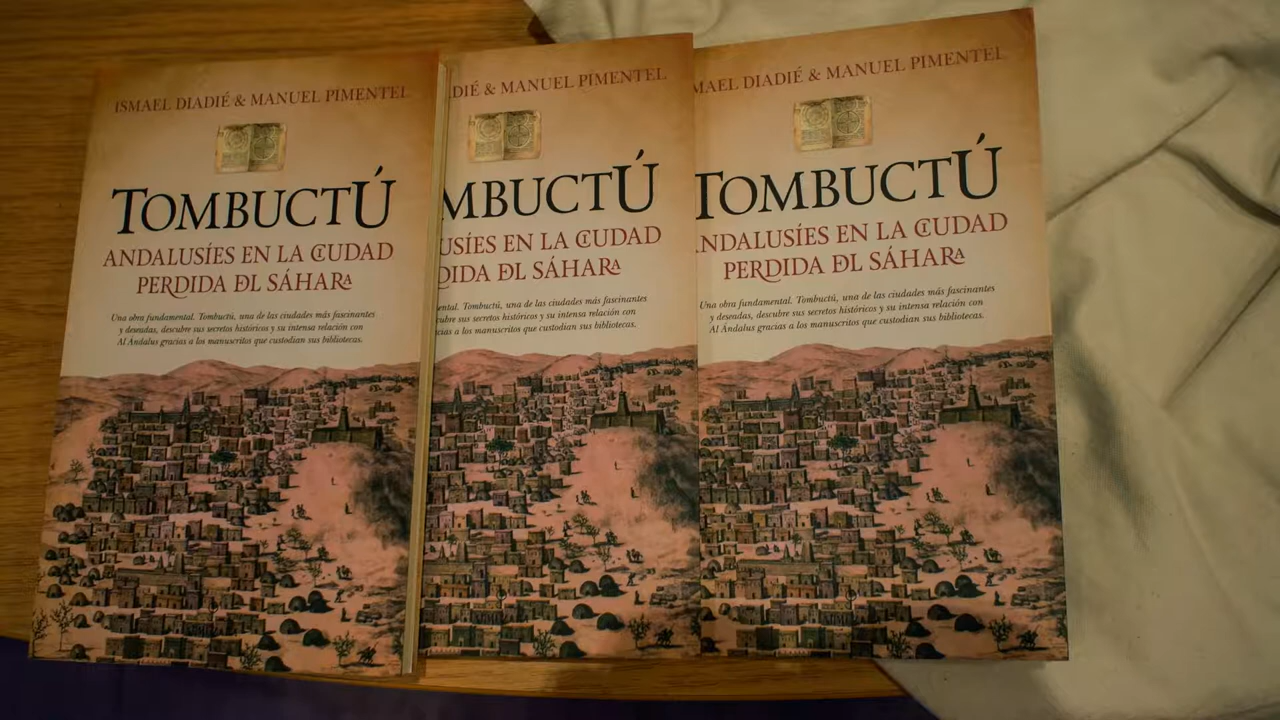 ISMAEL DIADIÉ & MANUEL PIMENTEL
TOMBUCTÚ
ANDALUSÍES EN LA CIUDAD
PERDIDA DEL SÁHARA
Una obra fundamental. Tombuctú, una de las ciudades más fascinantes
y deseadas, descubre sus secretos históricos y su intensa relación con
Al Ándalus gracias a los manuscritos que custodian sus bibliotecas.
DIÉ & MANUEL PIMENTEL
MBUCTÚ
USÍES EN LA CIUDAD
DIDA DEL SÁHARA
ental. Tombuctú, una de las ciudades más fascinantes
cubre sus secretos históricos y su intensa relación con
cias a los manuscritos que custodian sus bibliotecas.
MAEL DIADIÉ & MANUEL PIMENTEL
TOMBUCTÚ
ANDALUSÍES EN LA CIUDAD
PERDIDA DEL SÁHARA
Una obra fundamental. Tombuctú, una de las ciudades más fascinantes
y deseadas, descubre sus secretos históricos y su intensa relación con
Al Ándalus gracias a los manuscritos que custodian sus bibliotecas.